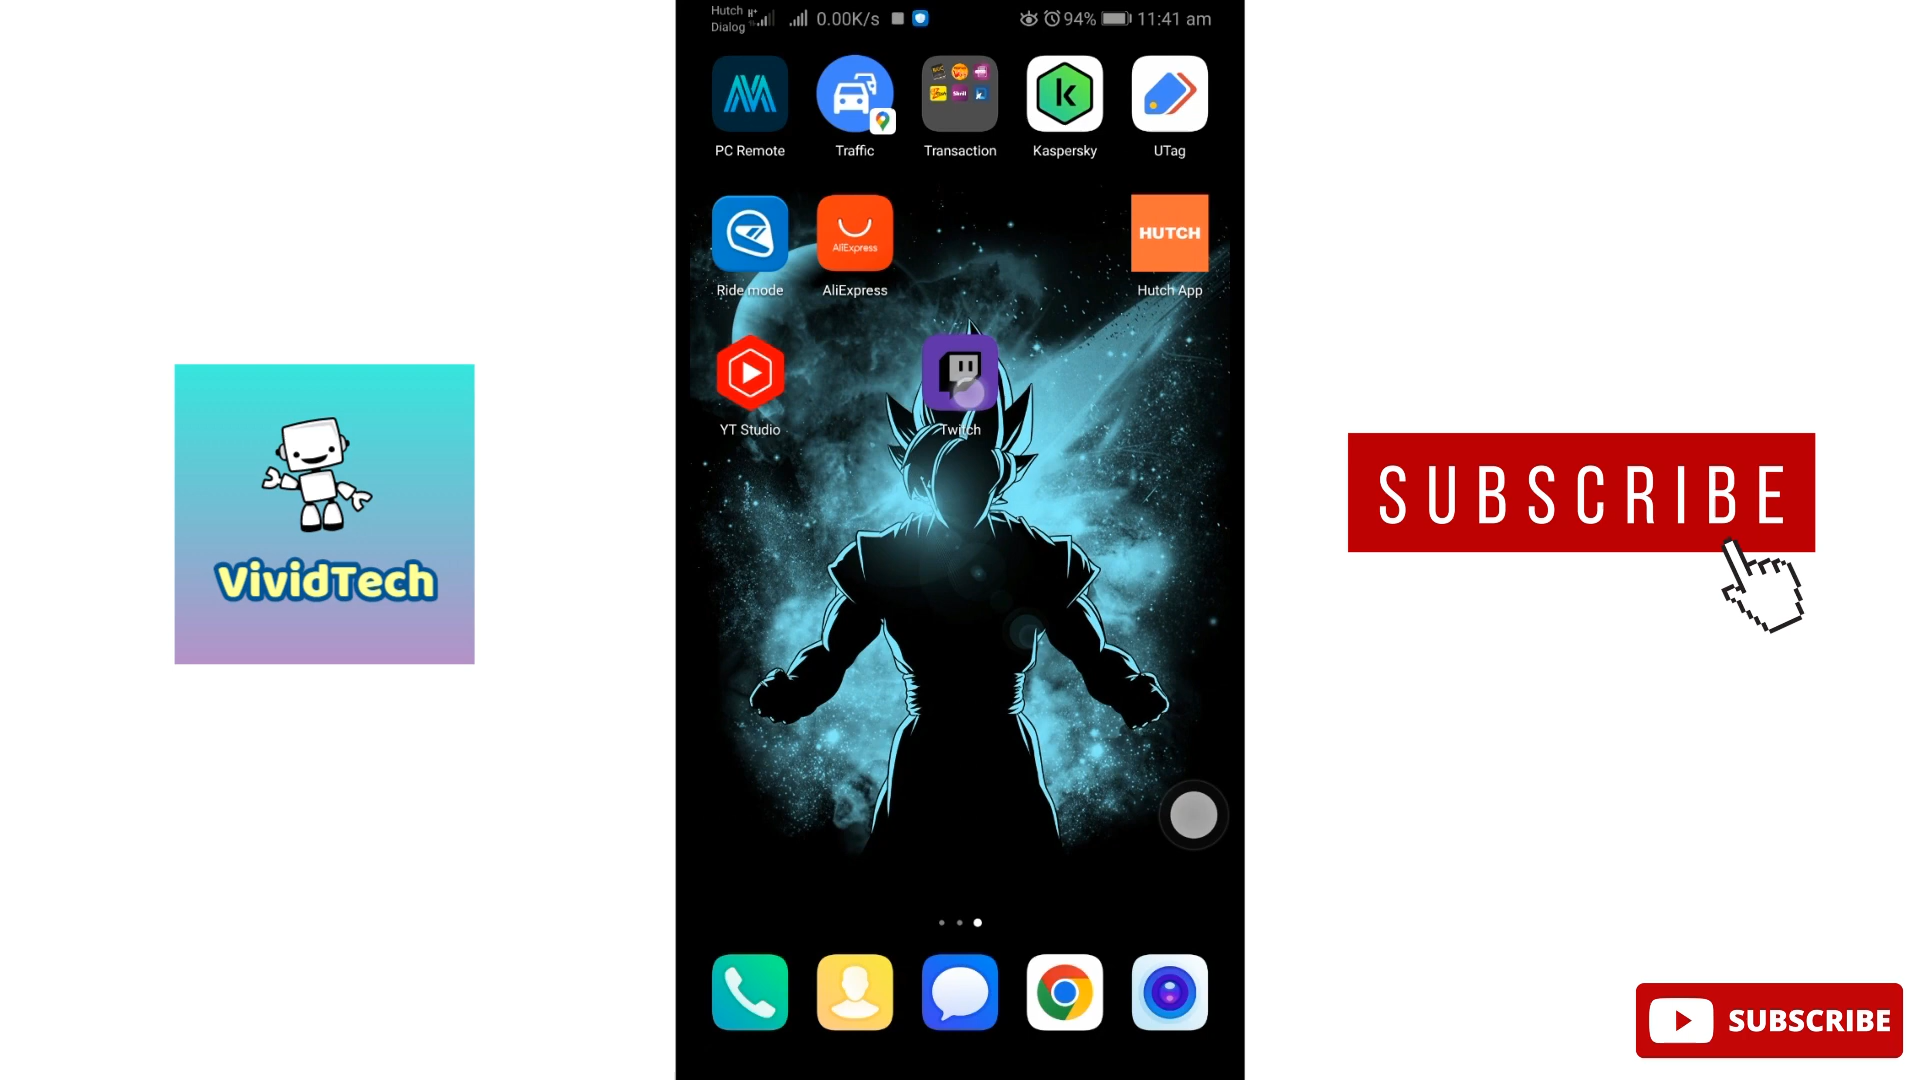 Hutch H+ 0.00K/s 94% 11:41 am
Dialog
PC Remote Traffic Transaction Kaspersky UTag
AliExpress HUTCH
Ride mode AliExpress Hutch App
YT Studio Twitch
VividTech
SUBSCRIBE
SUBSCRIBE